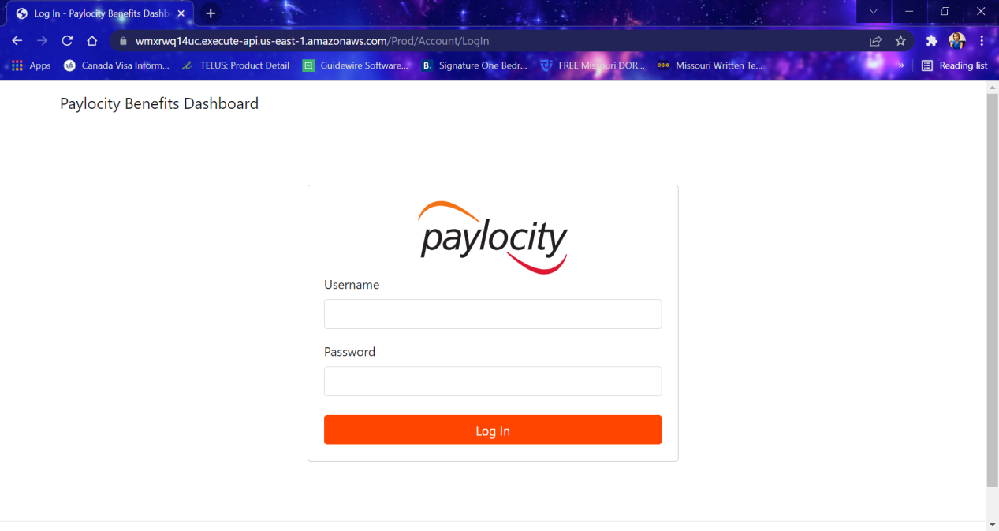 Log In - Paylocity Benefits Dashb
wmxrwq14uc.execute-api.us-east-1.amazonaws.com/Prod/Account/LogIn
Apps Canada Visa Inform... TELUS: Product Detail Guidewire Software... B. Signature One Bedr... FREE Missouri DOR... Missouri Written Te... » Reading list
Paylocity Benefits Dashboard
paylocity
Username
Password
Log In